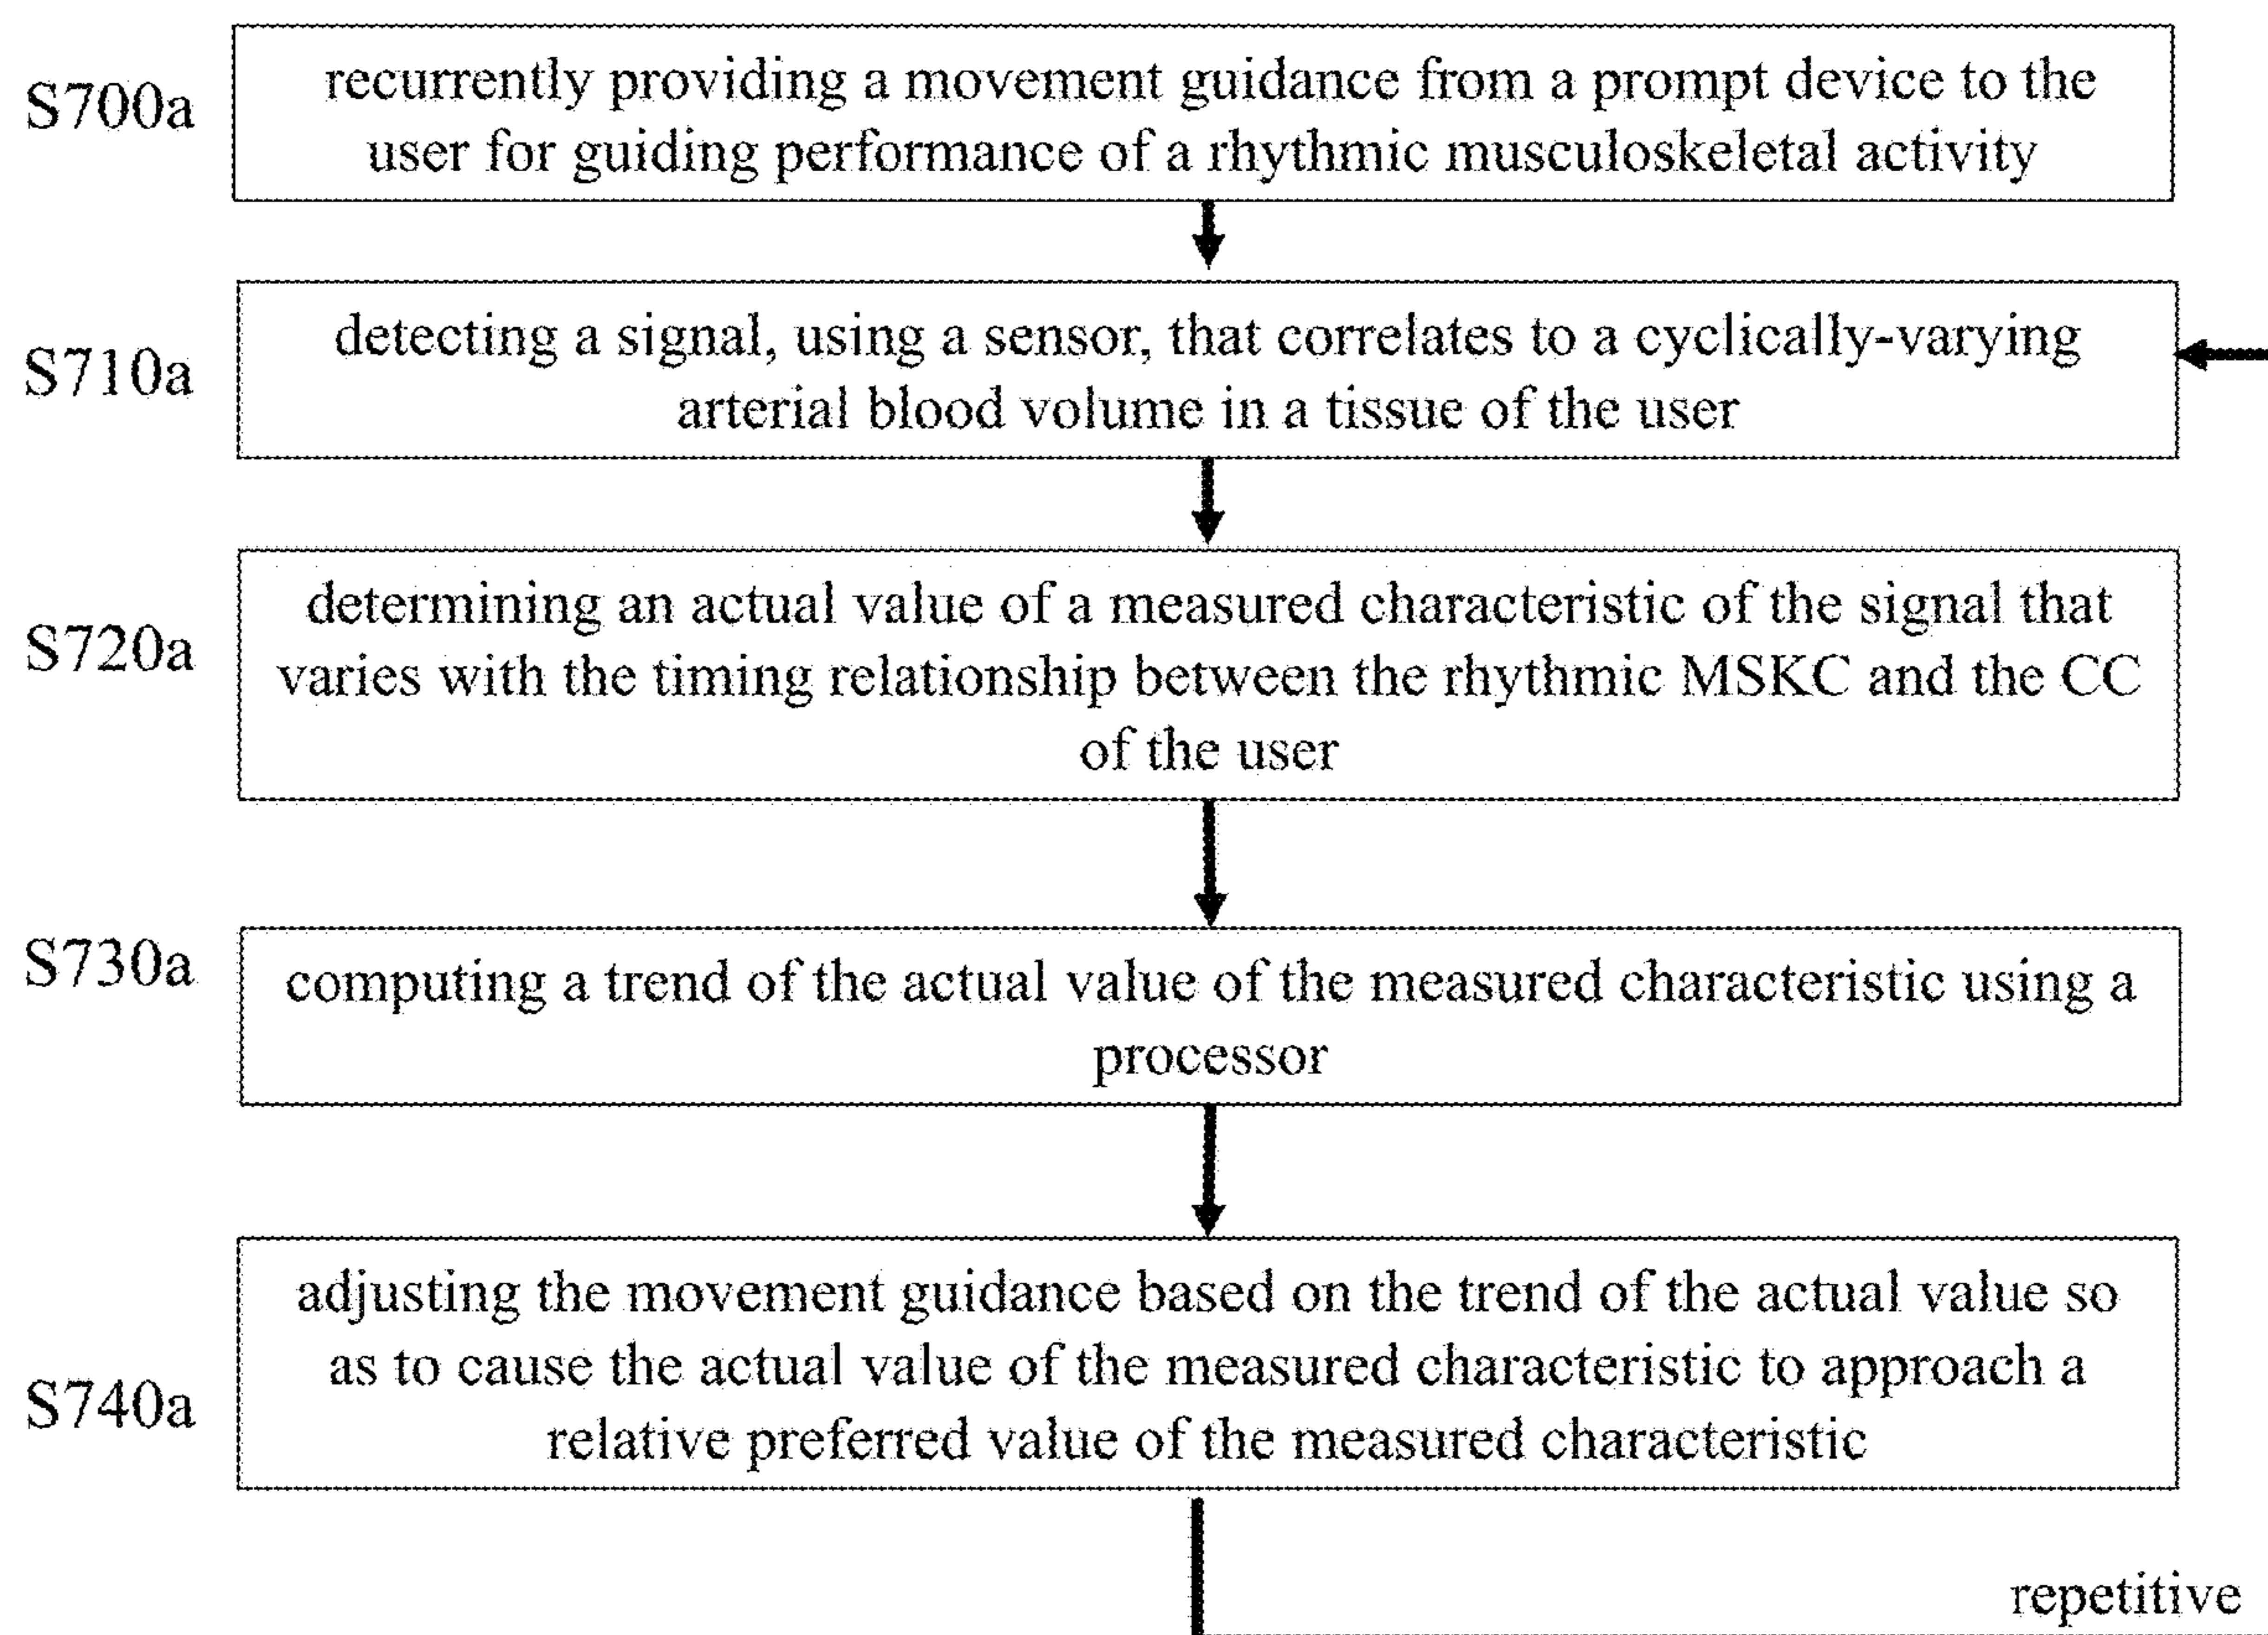 S700a
recurrently providing a movement guidance from a prompt device to the
user for guiding performance of a rhythmic musculoskeletal activity
S710a
detecting a signal, using a sensor, that correlates to a cyclically-varying
arterial blood volume in a tissue of the user
S720a
determining an actual value of a measured characteristic of the signal that
varies with the timing relationship between the rhythmic MSKC and the CC
of the user
S730a
computing a trend of the actual value of the measured characteristic using a
processor
S740a
adjusting the movement guidance based on the trend of the actual value so
as to cause the actual value of the measured characteristic to approach a
relative preferred value of the measured characteristic
repetitive